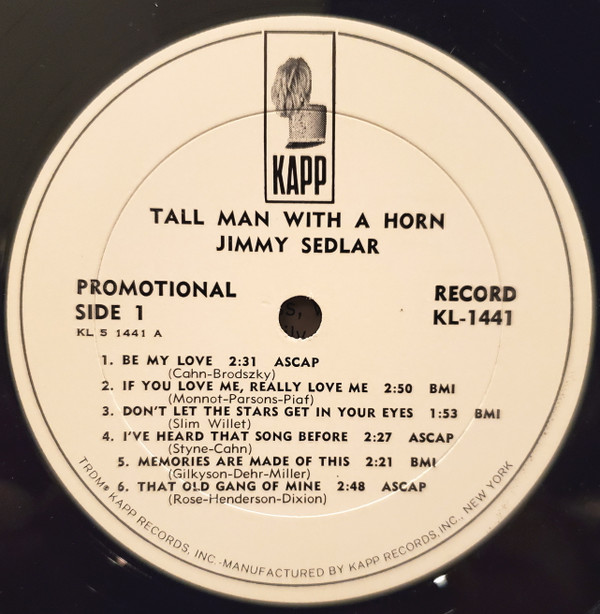 KAPP
TALL MAN WITH A HORN
JIMMY SEDLAR
PROMOTIONAL
RECORD
SIDE 1
KL-1441
KL 5 1441 A
1. BE MY LOVE 2:31 ASCAP
(Cahn-Brodszky)
2. IF YOU LOVE ME, REALLY LOVE ME 2:50 BMI
(Monnot-Parsons-Piaf)
3. DON'T LET THE STARS GET IN YOUR EYES 1:53 BMI
(Slim Willet)
4. I'VE HEARD THAT SONG BEFORE 2:27 ASCAP
(Styne-Cahn)
5. MEMORIES ARE MADE OF THIS 2:21 BMI
(Gilkyson-Dehr-Miller)
6. THAT OLD GANG OF MINE 2:48 ASCAP
(Rose-Henderson-Dixion)
TRDM® KAPP RECORDS, INC.-MANUFACTURED BY KAPP RECORDS, INC., NEW YORK